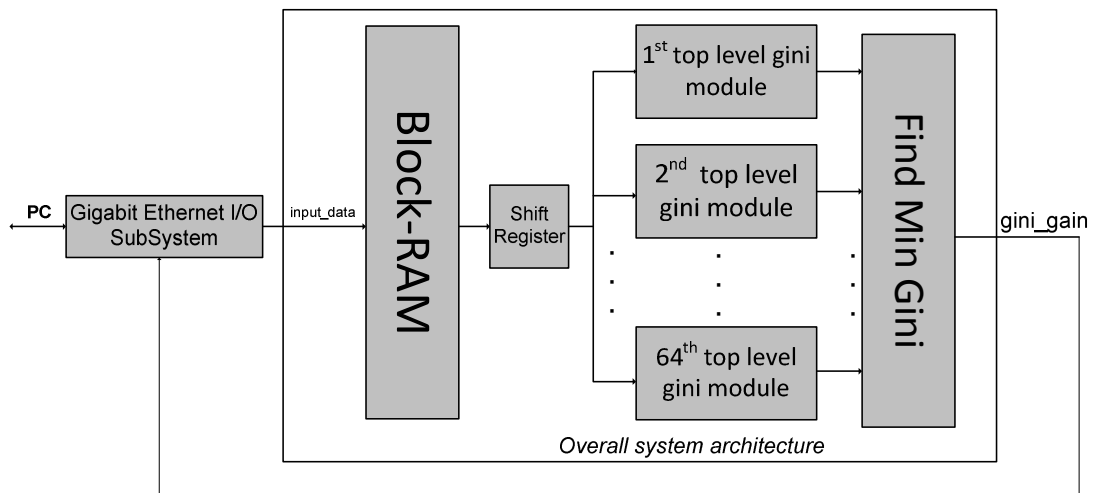 PC
Gigabit Ethernet I/O
SubSystem
input_data
Block-RAM
Shift
Register
1st top level gini
module
2nd top level
gini module
64th top level
gini module
Find Min Gini
gini_gain
Overall system architecture